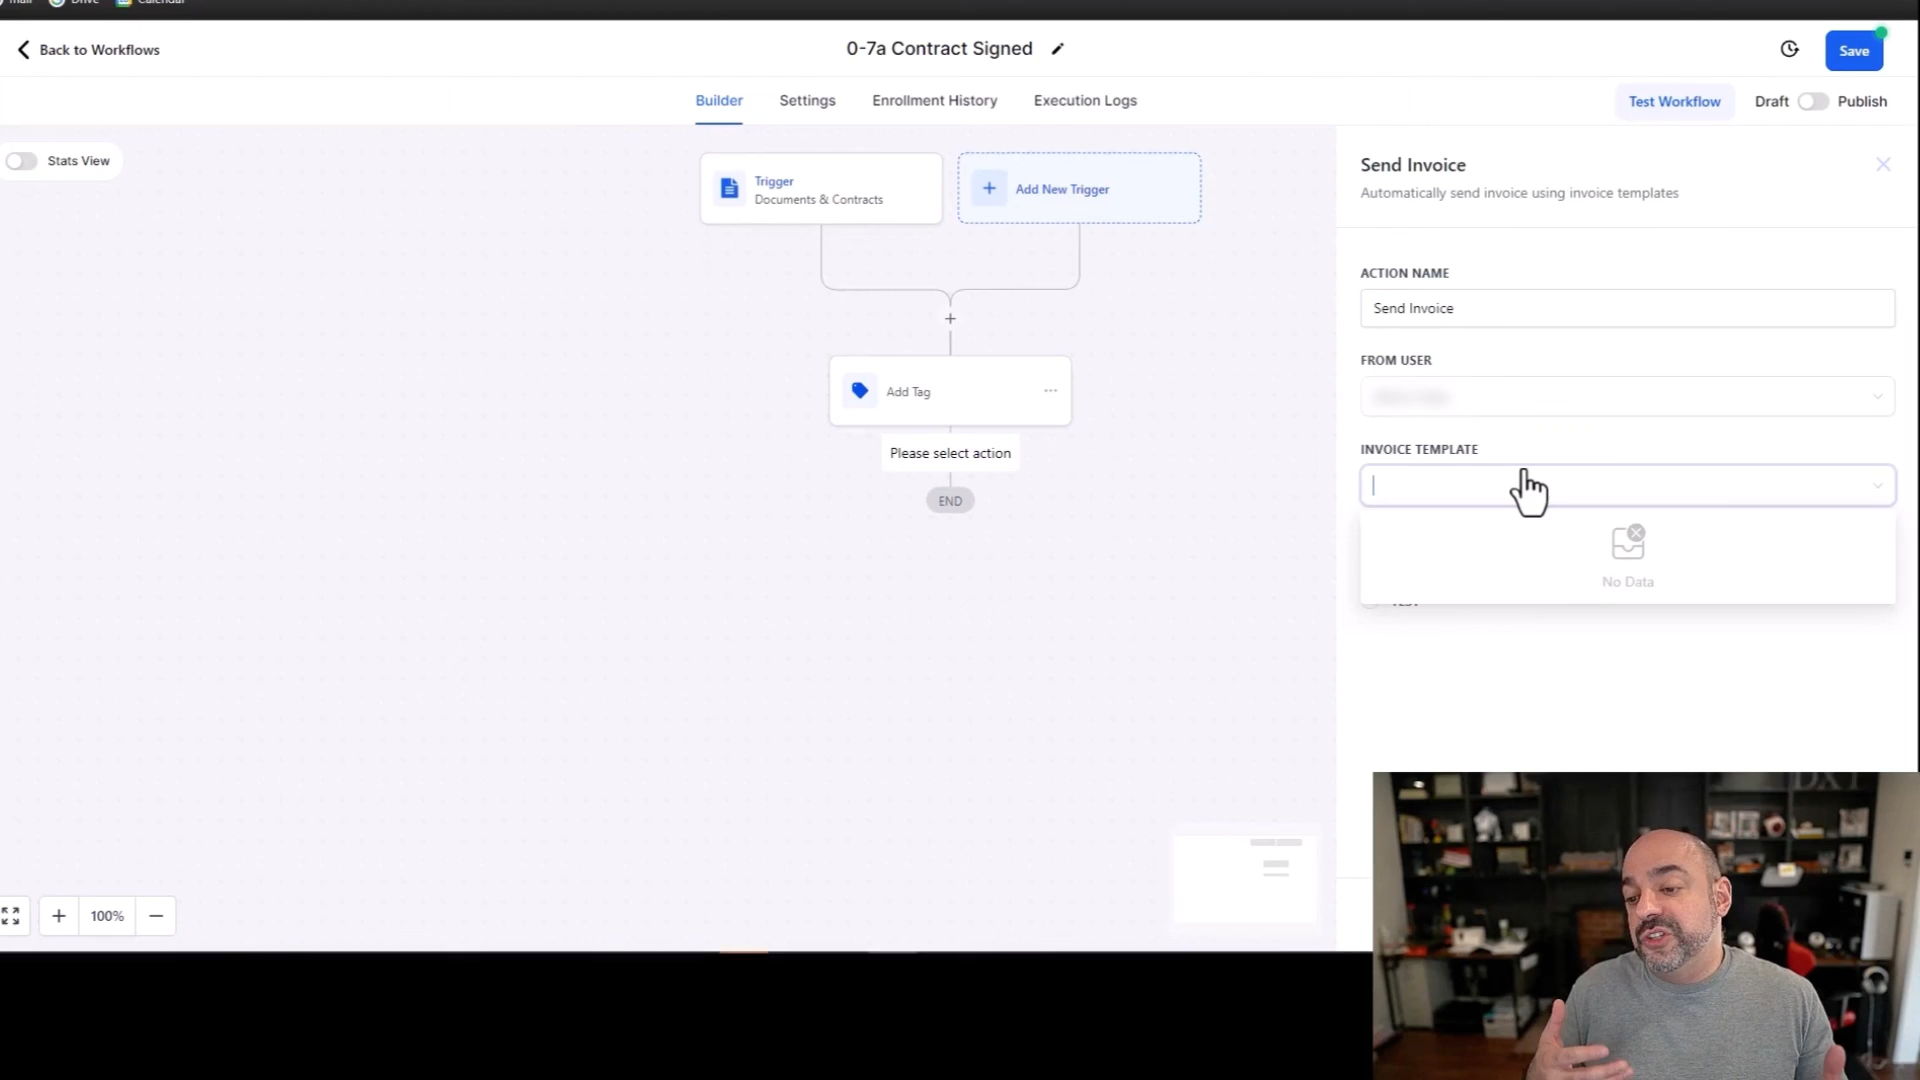 Drive
Calendar
Back to Workflows
0-7a Contract Signed
Save
Builder
Settings
Enrollment History
Execution Logs
Test Workflow
Draft
Publish
Stats View
Trigger
Documents & Contracts
Add New Trigger
Add Tag
Please select action
END
100%
Send Invoice
Automatically send invoice using invoice templates
ACTION NAME
Send Invoice
FROM USER
INVOICE TEMPLATE
No Data